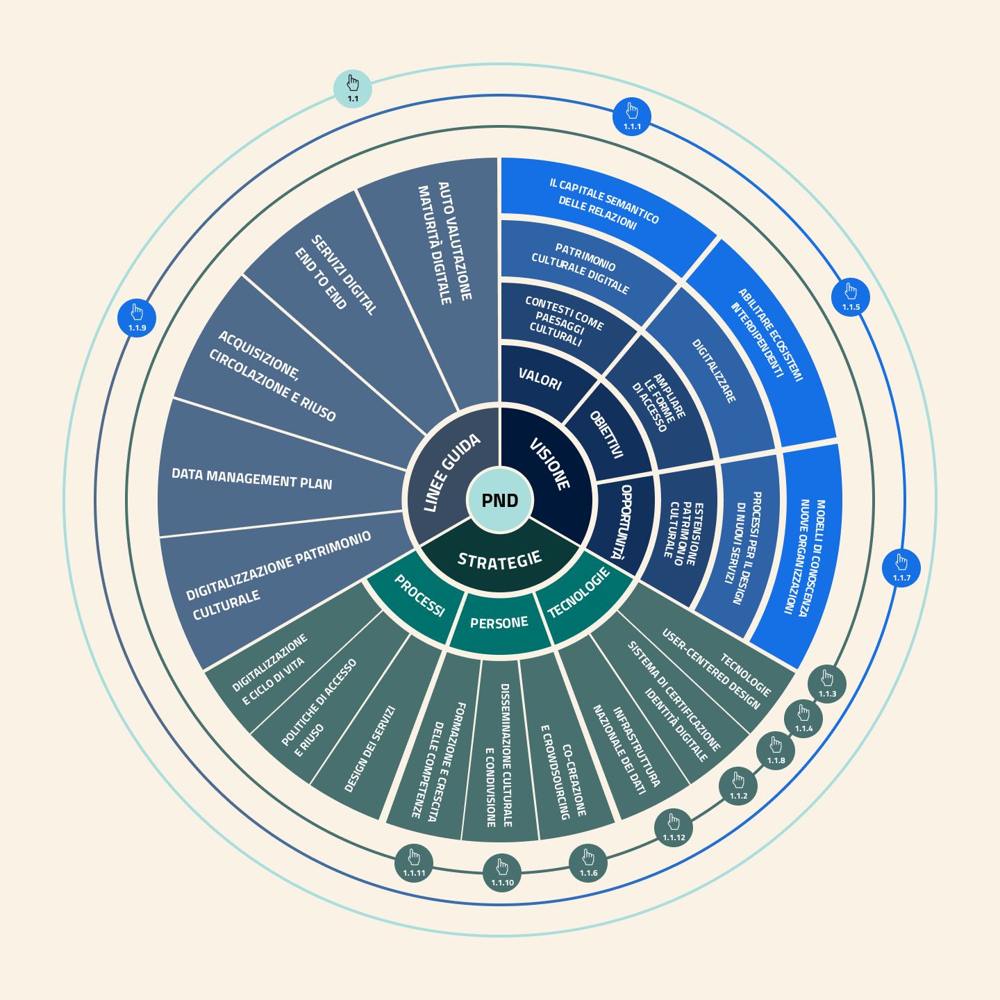 PND
VISIONE
STRATEGIE
LINEE GUIDA
VALORI
CONTESTI COME
PAESAGGI
CULTURALI
PATRIMONIO
CULTURALE DIGITALE
IL CAPITALE SEMANTICO
DELLE RELAZIONI
OBIETTIVI
AMPLIARE
LE FORME
DI ACCESSO
DIGITALIZZARE
ABILITARE ECOSISTEMI
INTERDIPENDENTI
OPPORTUNITÀ
ESTENSIONE
PATRIMONIO
CULTURALE
PROCESSI PER IL DESIGN
DI NUOVI SERVIZI
MODELLI DI CONOSCENZA
NUOVE ORGANIZZAZIONI
TECNOLOGIE
TECNOLOGIE
USER-CENTERED DESIGN
SISTEMA DI CERTIFICAZIONE
IDENTITÀ DIGITALE
INFRASTRUTTURA
NAZIONALE DEI DATI
PERSONE
CO-CREAZIONE
E CROWDSOURCING
DISSEMINAZIONE CULTURALE
E CONDIVISIONE
FORMAZIONE E CRESCITA
DELLE COMPETENZE
PROCESSI
DESIGN DEI SERVIZI
POLITICHE DI ACCESSO
E RIUSO
DIGITALIZZAZIONE
E CICLO DI VITA
DIGITALIZZAZIONE PATRIMONIO
CULTURALE
DATA MANAGEMENT PLAN
ACQUISIZIONE,
CIRCOLAZIONE E RIUSO
SERVIZI DIGITAL
END TO END
AUTO VALUTAZIONE
MATURITÀ DIGITALE
1.1
1.1.1
1.1.5
1.1.7
1.1.3
1.1.4
1.1.8
1.1.2
1.1.12
1.1.6
1.1.10
1.1.11
1.1.9